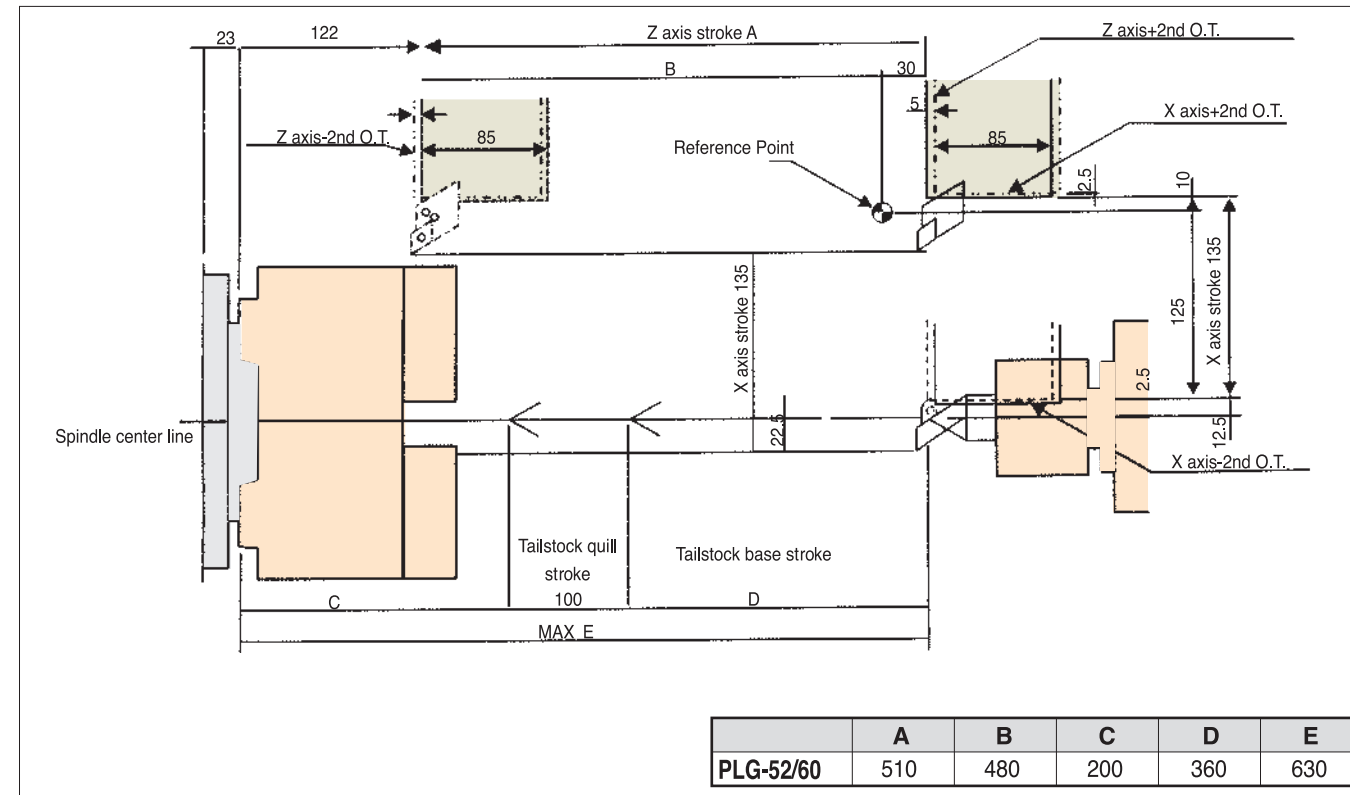 23
122
Z axis stroke A
Z axis+2nd O.T.
B
30
5
X axis+2nd O.T.
Z axis-2nd O.T.
85
85
Reference Point
2.5
10
X axis stroke 135
125
X axis stroke 135
2.5
Spindle center line
22.5
12.5
X axis-2nd O.T.
Tailstock quill
stroke
100
Tailstock base stroke
C
D
MAX E
A B C D E
PLG-52/60 510 480 200 360 630